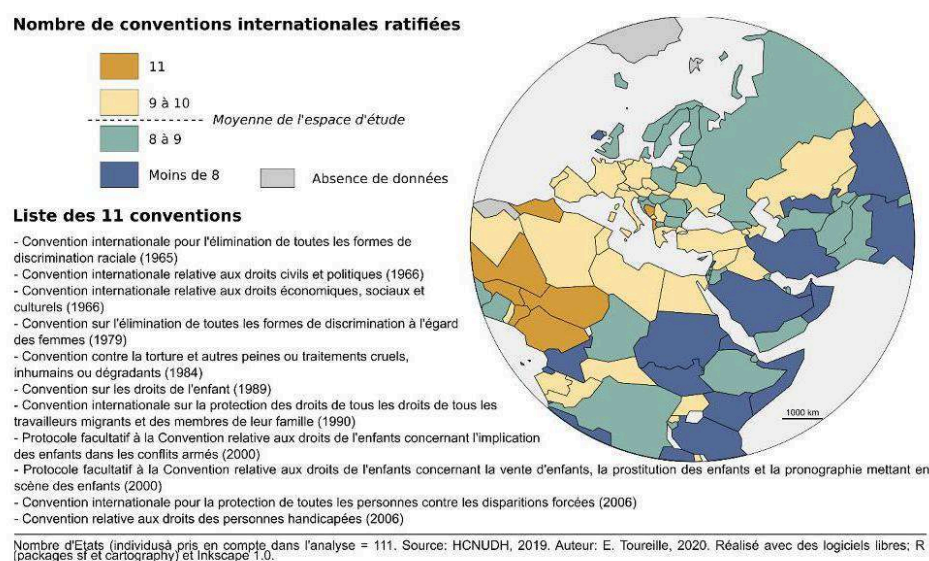 Nombre de conventions internationales ratifiées
11
9 à 10
Moyenne de l'espace d'étude
8 à 9
Moins de 8
Absence de données
Liste des 11 conventions
- Convention internationale pour l'élimination de toutes les formes de
discrimination raciale (1965)
- Convention internationale relative aux droits civils et politiques (1966)
- Convention internationale relative aux droits économiques, sociaux et
culturels (1966)
- Convention sur l'élimination de toutes les formes de discrimination à l'égard
des femmes (1979)
- Convention contre la torture et autres peines ou traitements cruels,
inhumains ou dégradants (1984)
- Convention sur les droits de l'enfant (1989)
- Convention internationale sur la protection des droits de tous les droits de tous les
travailleurs migrants et des membres de leur famille (1990)
- Protocole facultatif à la Convention relative aux droits de l'enfants concernant l'implication
des enfants dans les conflits armés (2000)
- Protocole facultatif à la Convention relative aux droits de l'enfants concernant la vente d'enfants, la prostitution des enfants et la pronographie mettant en
scène des enfants (2000)
- Convention internationale pour la protection de toutes les personnes contre les disparitions forcées (2006)
- Convention relative aux droits des personnes handicapées (2006)
1000 km
Nombre d'Etats (individusà pris en compte dans l'analyse = 111. Source: HCNUDH, 2019. Auteur: E. Toureille, 2020. Réalisé avec des logiciels libres; R
(packages sf et cartography) et Inkscape 1.0.